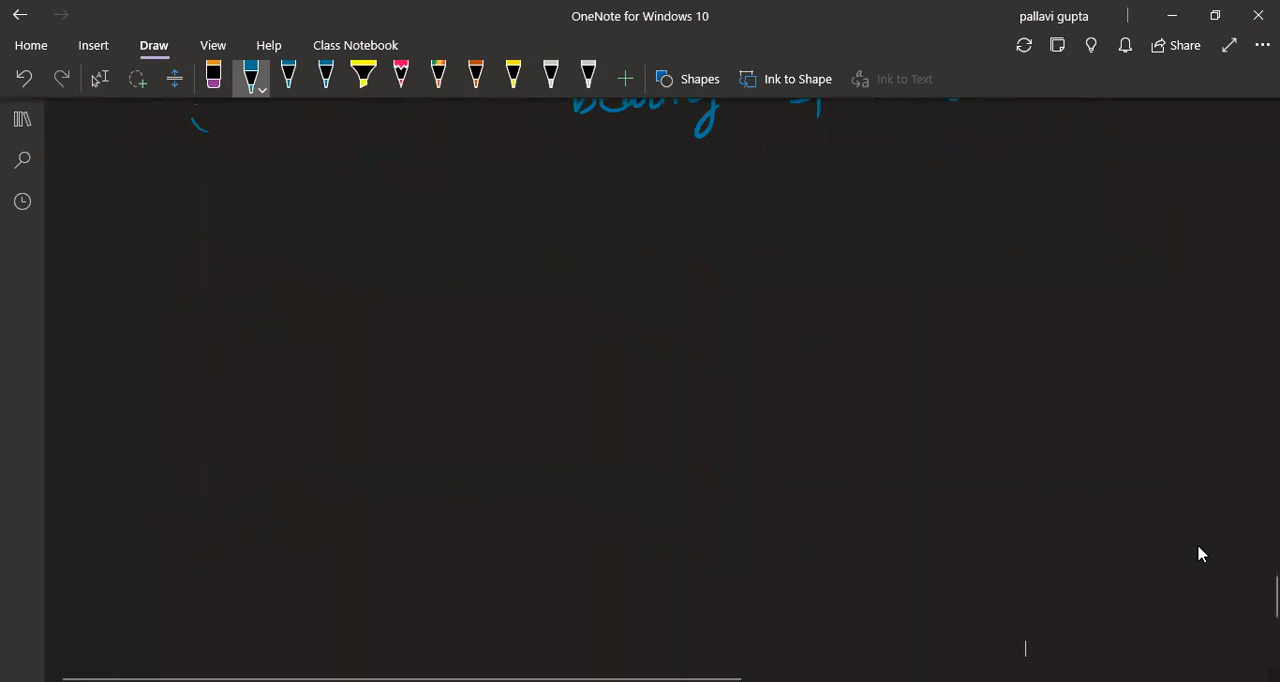 OneNote for Windows 10
pallavi gupta
Home Insert Draw View Help Class Notebook
Share
Shapes Ink to Shape Ink to Text